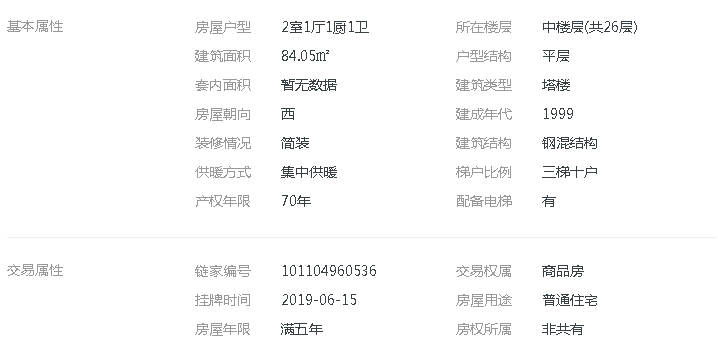 基本属性 房屋户型 2室1厅1厨1卫 所在楼层 中楼层(共26层)
建筑面积 84.05㎡ 户型结构 平层
套内面积 暂无数据 建筑类型 塔楼
房屋朝向 西 建成年代 1999
装修情况 简装 建筑结构 钢混结构
供暖方式 集中供暖 梯户比例 三梯十户
产权年限 70年 配备电梯 有
交易属性 链家编号 101104960536 交易权属 商品房
挂牌时间 2019-06-15 房屋用途 普通住宅
房屋年限 满五年 房权所属 非共有